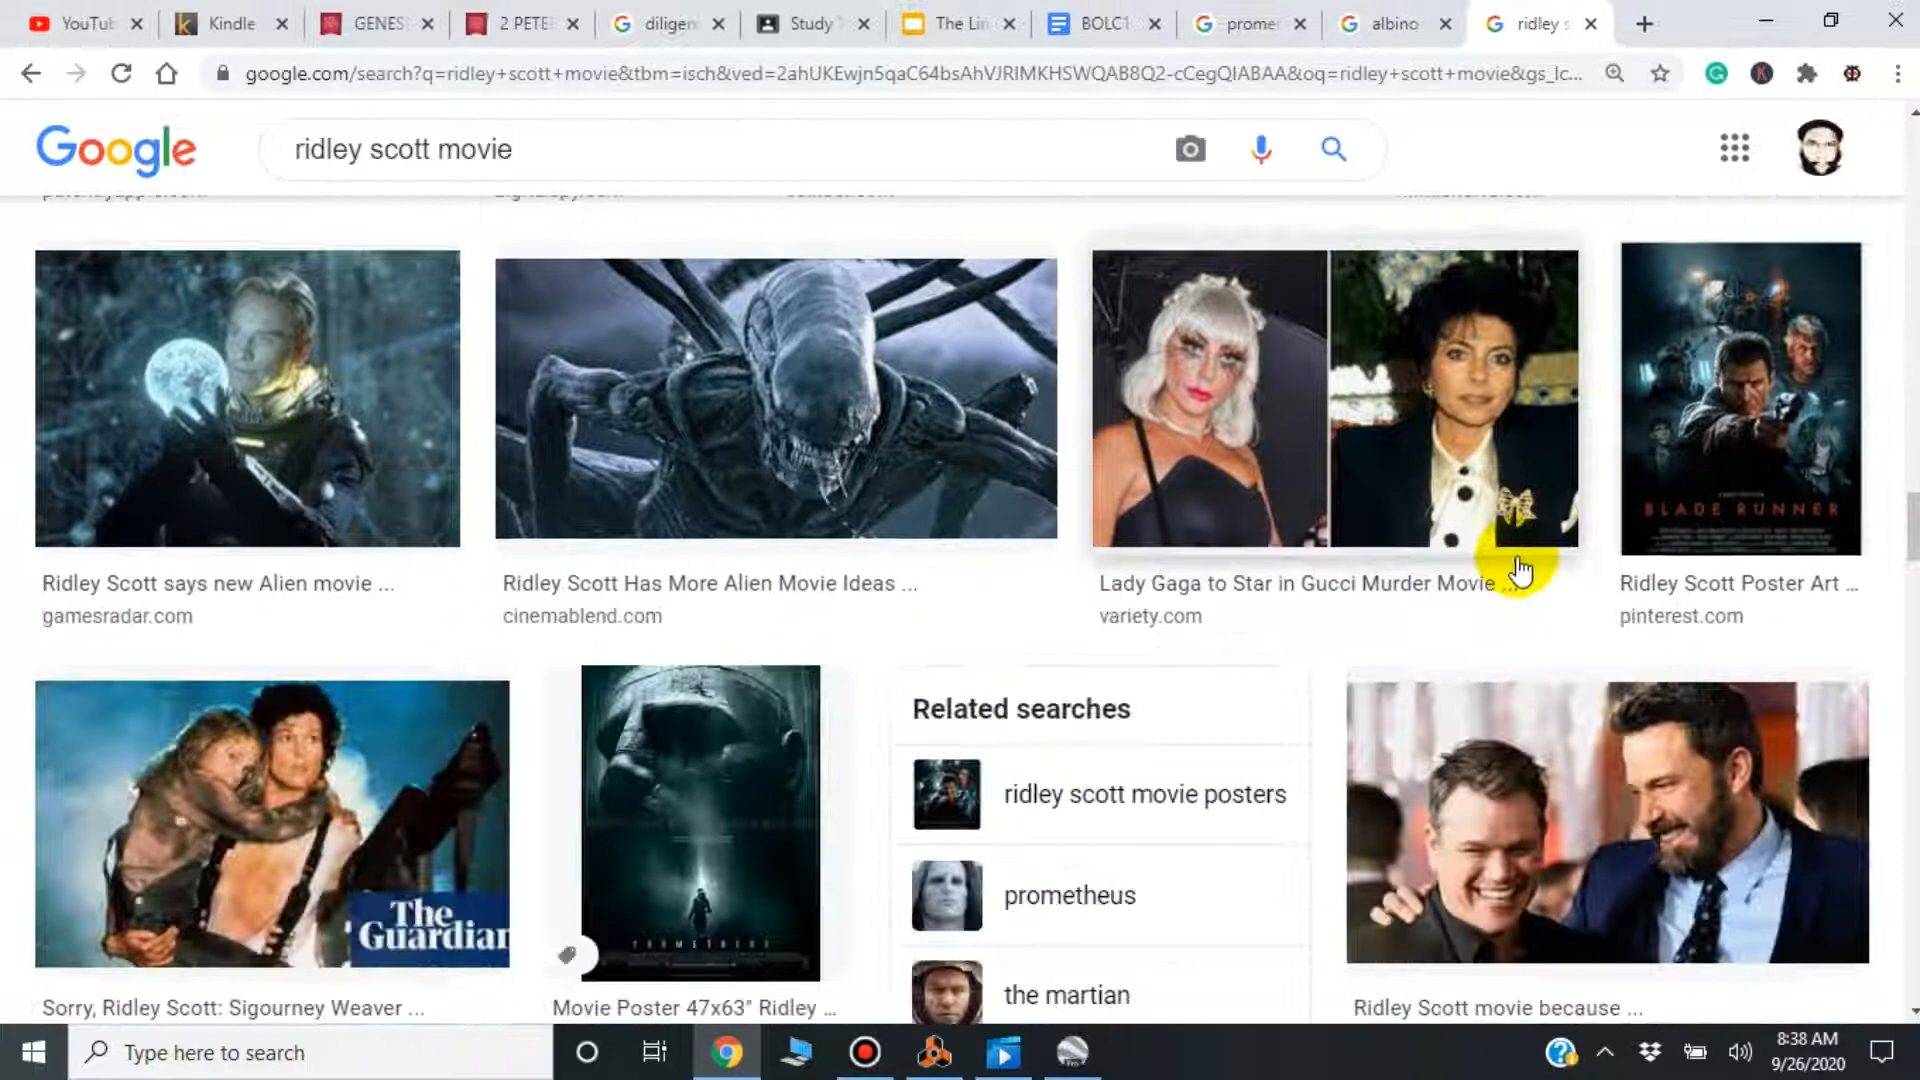 YouTub
Kindle
GENES
2 PETE
diligen
Study
The Lin
BOLC1
prome
albino
ridley s
google.com/search?q=ridley+scott+movie&tbm=isch&ved=2ahUKEwjn5qaC64bsAhVJRIMKHSWQAB8Q2-cCegQIABAA&oq=ridley+scott+movie&gs_lc...
Google
ridley scott movie
BLADE RUNNER
Ridley Scott says new Alien movie ...
gamesradar.com
Ridley Scott Has More Alien Movie Ideas ...
cinemablend.com
Lady Gaga to Star in Gucci Murder Movie ...
variety.com
Ridley Scott Poster Art ...
pinterest.com
The
Guardian
PROMETHEUS
Related searches
ridley scott movie posters
prometheus
the martian
Sorry, Ridley Scott: Sigourney Weaver ...
Movie Poster 47x63" Ridley ...
Ridley Scott movie because ...
Type here to search
8:38 AM
9/26/2020